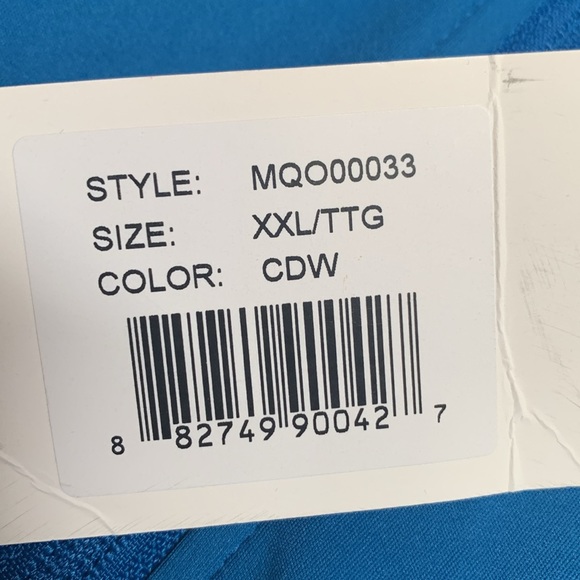 STYLE: MQO00033
SIZE: XXL/TTG
COLOR: CDW
8 82749 90042 7